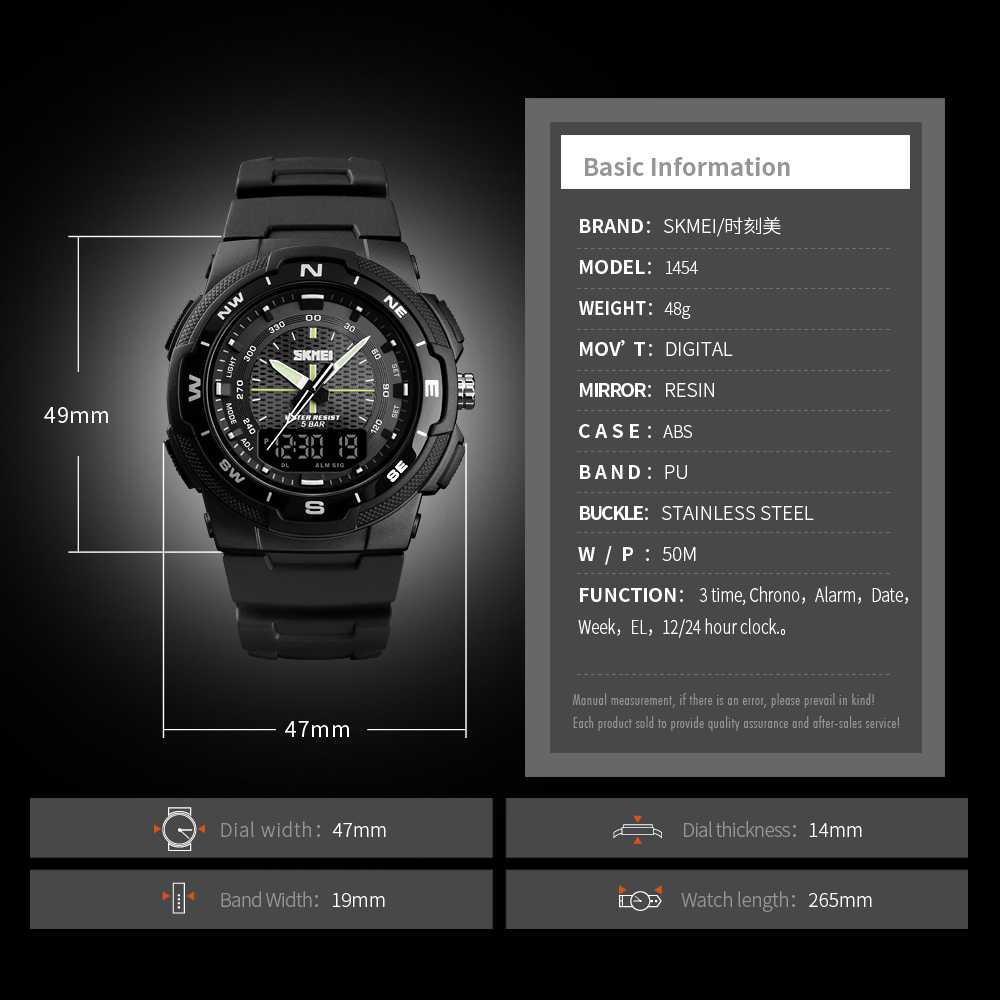 Basic Information
BRAND： SKMEI/时刻美
MODEL： 1454
WEIGHT： 48g
MOV’ T： DIGITAL
MIRROR： RESIN
CASE： ABS
BAND： PU
BUCKLE： STAINLESS STEEL
W / P ： 50M
FUNCTION： 3 time, Chrono，Alarm，Date，
Week，EL，12/24 hour clock.。
Manual measurement, if there is an error, please prevail in kind!
Each product sold to provide quality assurance and after-sales service!
49mm
47mm
N
NE
E
SE
S
SW
W
NW
00
30
60
90
120
240
270
300
330
LIGHT
MODE
ADJ
SET
SET
SKMEI
WATER RESIST
5 BAR
P
12:30 19
DL ALM SIG
Dial width： 47mm
Dial thickness： 14mm
Band Width： 19mm
Watch length： 265mm